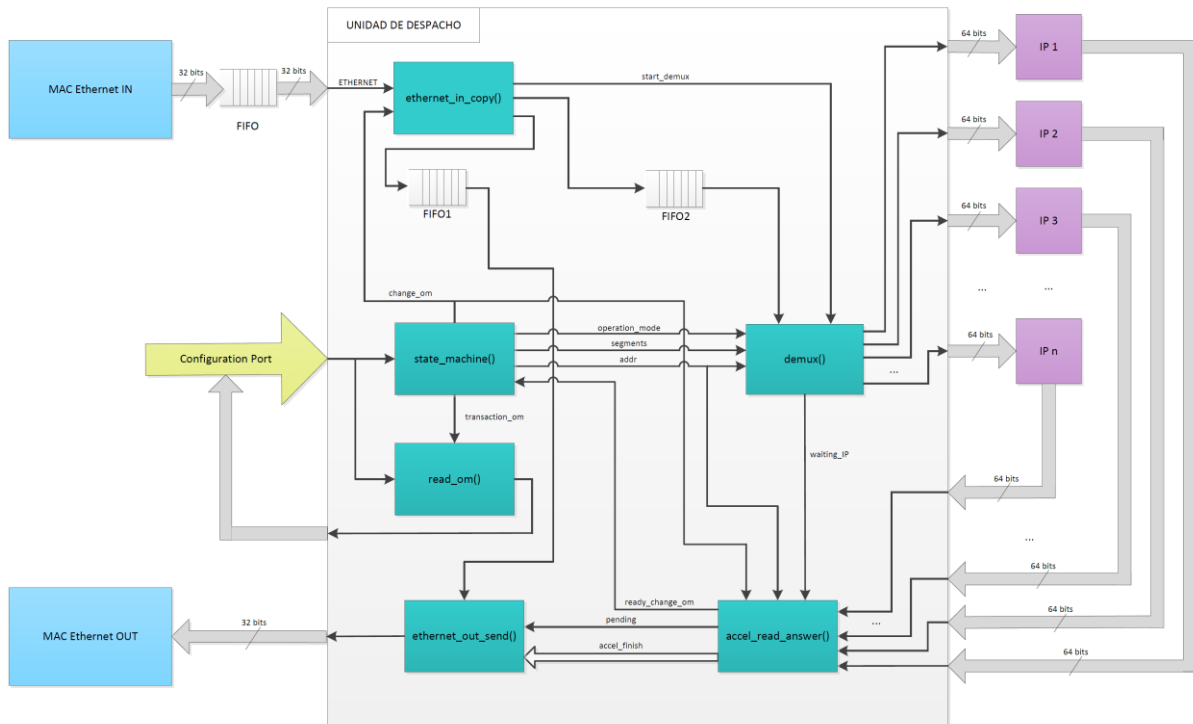 UNIDAD DE DESPACHO
64 bits
IP 1
MAC Ethernet IN
32 bits
32 bits
FIFO
ETHERNET
ethernet_in_copy()
start_demux
64 bits
IP 2
FIFO1
FIFO2
64 bits
IP 3
...
...
change_om
Configuration Port
state_machine()
operation_mode
segments
addr
demux()
...
64 bits
IP n
transaction_om
read_om()
waiting_IP
64 bits
...
64 bits
MAC Ethernet OUT
32 bits
ethernet_out_send()
ready_change_om
pending
accel_finish
accel_read_answer()
...
64 bits
64 bits